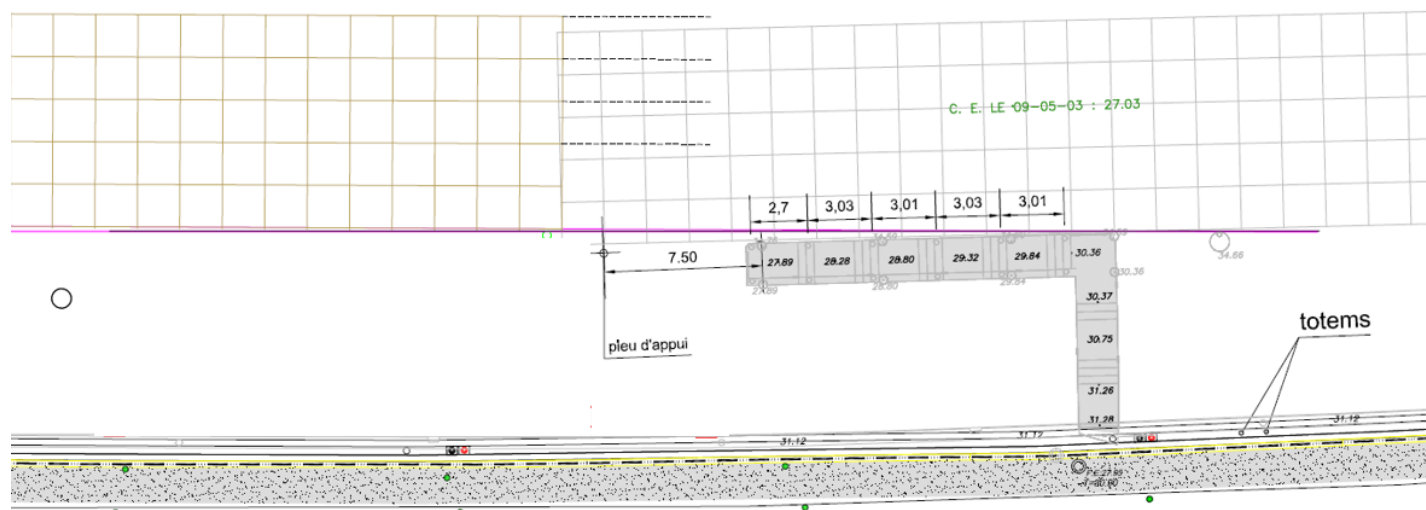 C. E. LE 09-05-03 : 27.03
2,7 3,03 3,01 3,03 3,01
7.50
27.89 28.28 28.80 29.32 29.84 30.36
34.66
27.89 28.80 29.84 30.36
30.37
pieu d'appui
30.75
totems
31.26
31.28
31.12
31.12 31.12